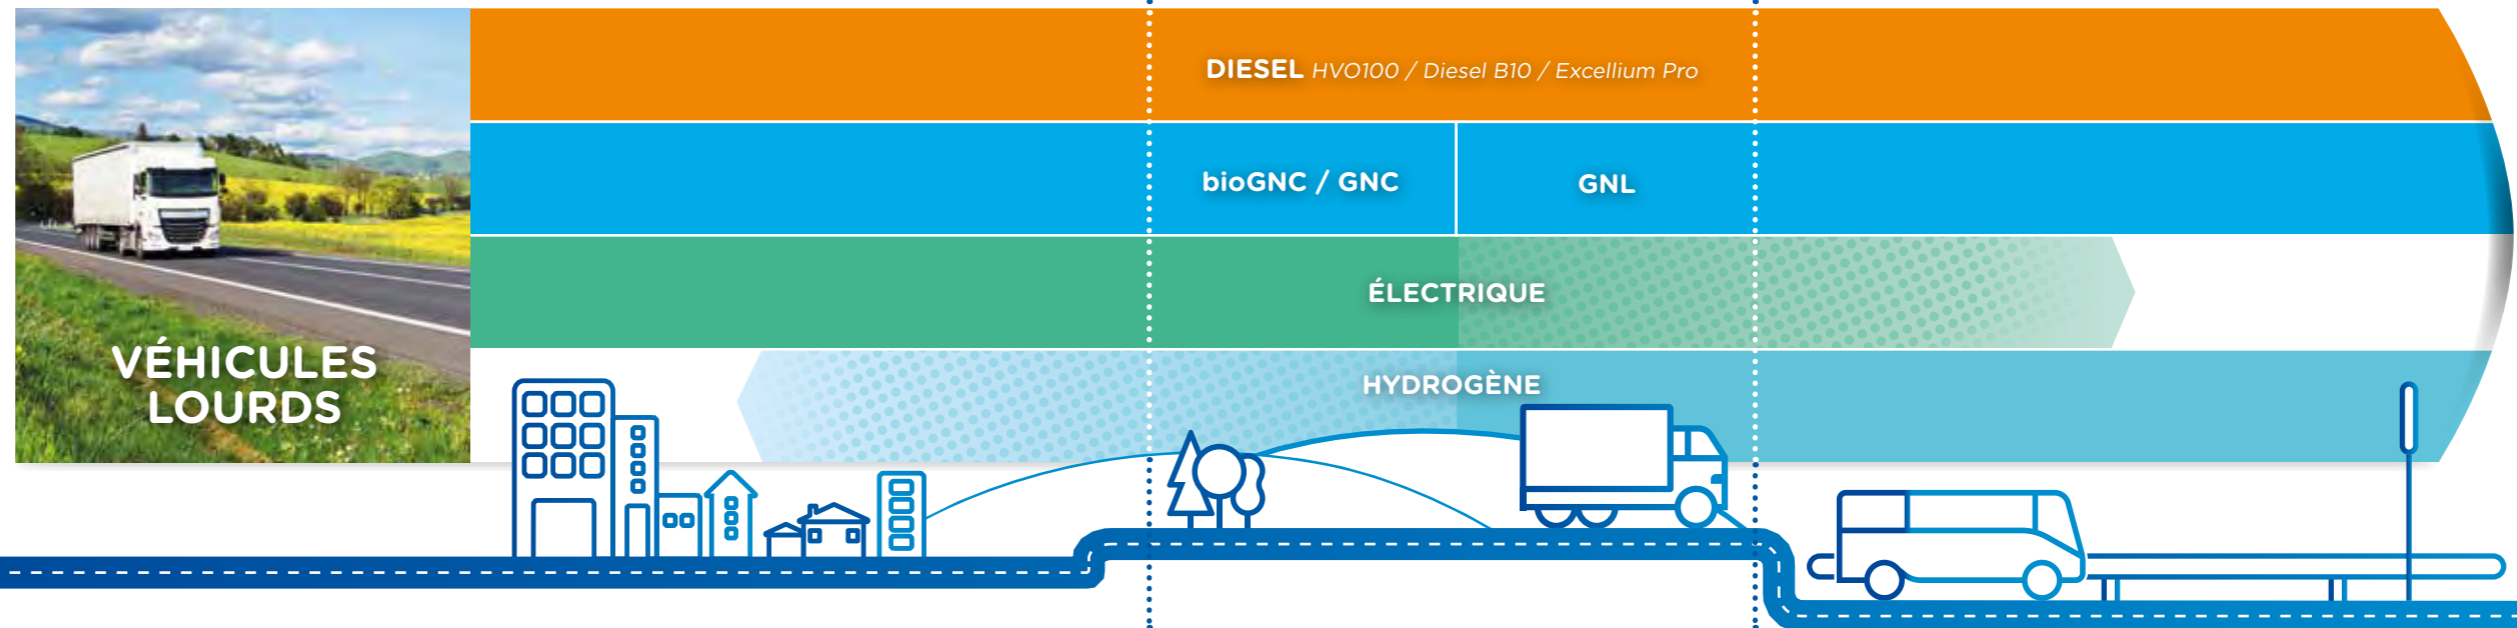 DIESEL HVO100 / Diesel B10 / Excellium Pro
bioGNC / GNC
GNL
ÉLECTRIQUE
HYDROGÈNE
VÉHICULES
LOURDS